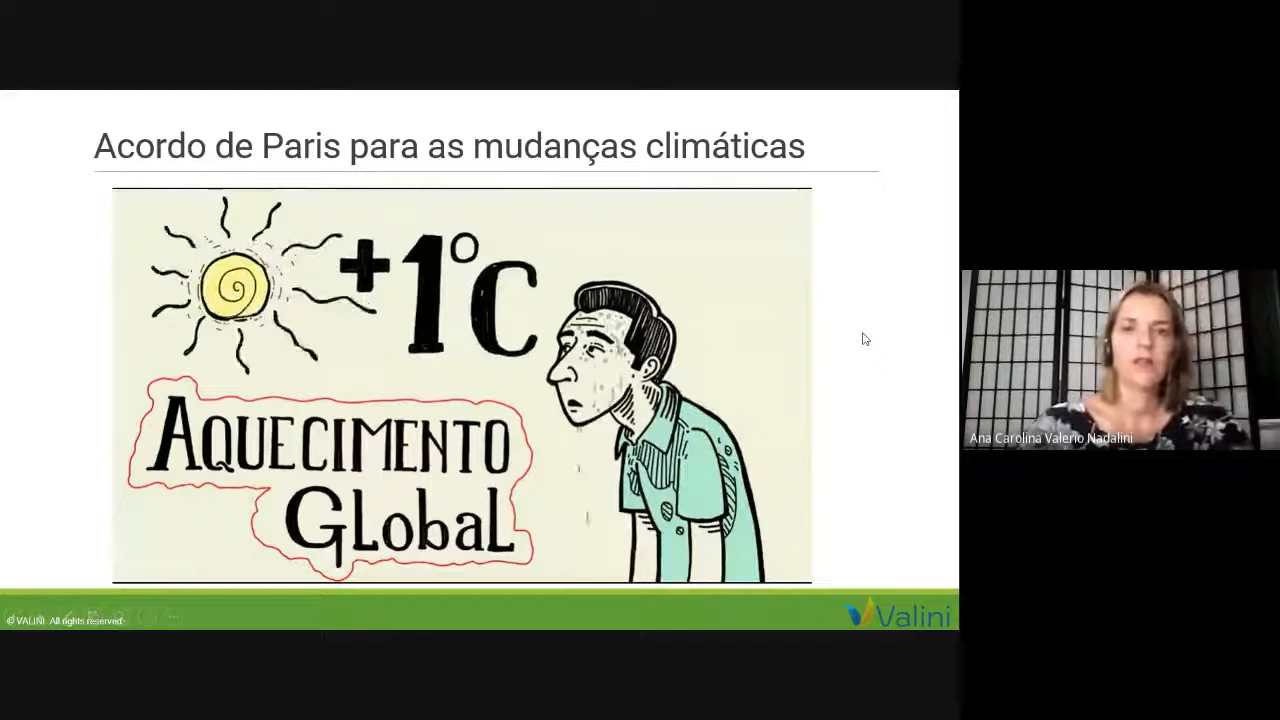 Acordo de Paris para as mudanças climáticas
+1°C
AQUECIMENTO
GLobaL
© VALINI. All rights reserved
Valini
Ana Carolina Valerio Nadalini